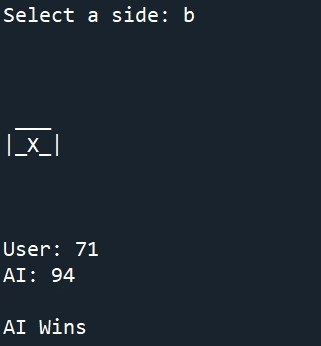 Select a side: b
 ___
|_X_|
User: 71
AI: 94
AI Wins